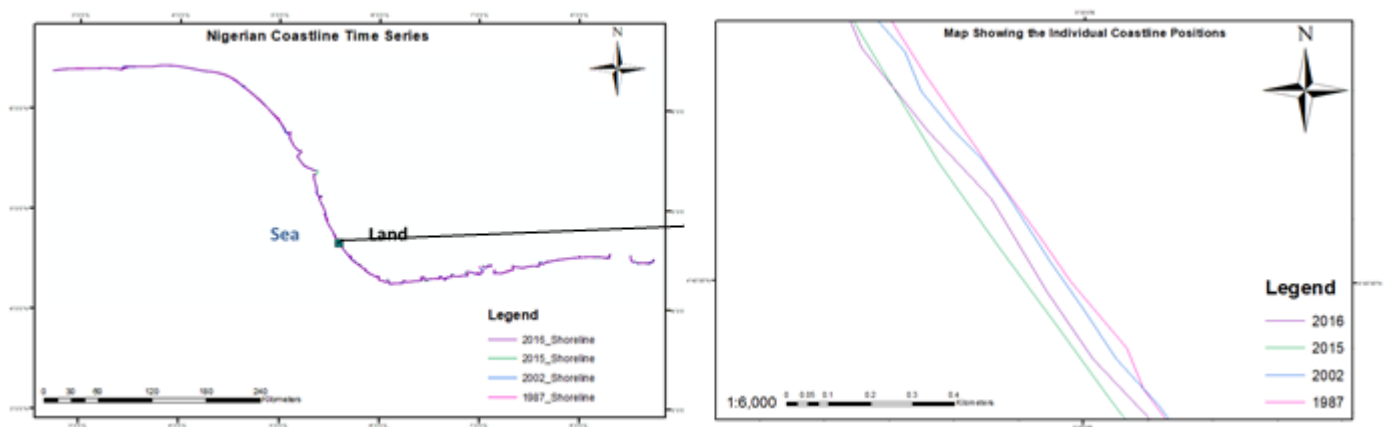 Nigerian Coastline Time Series
N
Sea
Land
Legend
2016_Shoreline
2015_Shoreline
2002_Shoreline
1987_Shoreline
0 15 30 60 120 180 240
Kilometers
Map Showing the Individual Coastline Positions
N
Legend
2016
2015
2002
1987
1:6,000
0 0.05 0.1 0.2 0.3 0.4
Kilometers